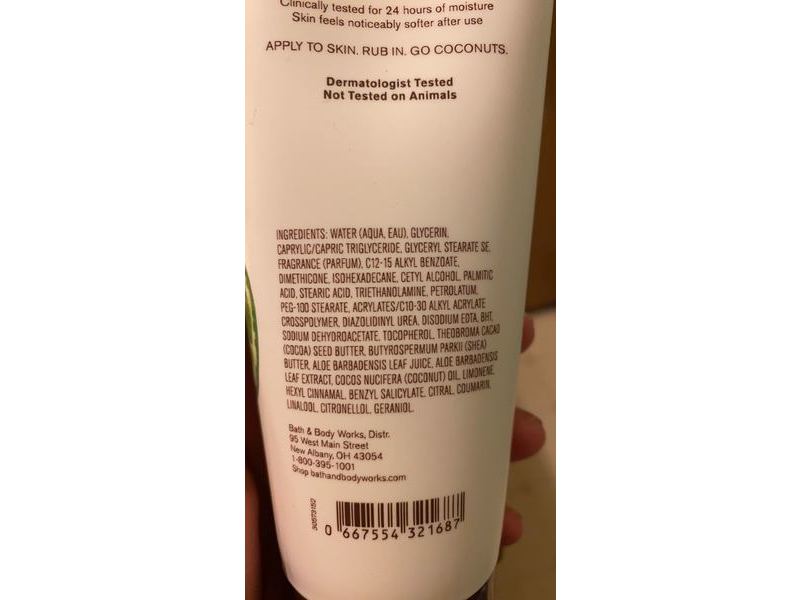 Clinically tested for 24 hours of moisture
Skin feels noticeably softer after use
APPLY TO SKIN. RUB IN. GO COCONUTS.
Dermatologist Tested
Not Tested on Animals
INGREDIENTS: WATER (AQUA, EAU), GLYCERIN,
CAPRYLIC/CAPRIC TRIGLYCERIDE, GLYCERYL STEARATE SE,
FRAGRANCE (PARFUM), C12-15 ALKYL BENZOATE,
DIMETHICONE, ISOHEXADECANE, CETYL ALCOHOL, PALMITIC
ACID, STEARIC ACID, TRIETHANOLAMINE, PETROLATUM,
PEG-100 STEARATE, ACRYLATES/C10-30 ALKYL ACRYLATE
CROSSPOLYMER, DIAZOLIDINYL UREA, DISODIUM EDTA, BHT,
SODIUM DEHYDROACETATE, TOCOPHEROL, THEOBROMA CACAO
(COCOA) SEED BUTTER, BUTYROSPERMUM PARKII (SHEA)
BUTTER, ALOE BARBADENSIS LEAF JUICE, ALOE BARBADENSIS
LEAF EXTRACT, COCOS NUCIFERA (COCONUT) OIL, LIMONENE,
HEXYL CINNAMAL, BENZYL SALICYLATE, CITRAL, COUMARIN,
LINALOOL, CITRONELLOL, GERANIOL.
Bath & Body Works, Distr.
95 West Main Street
New Albany, OH 43054
1-800-395-1001
Shop bathandbodyworks.com
0 667554 321687